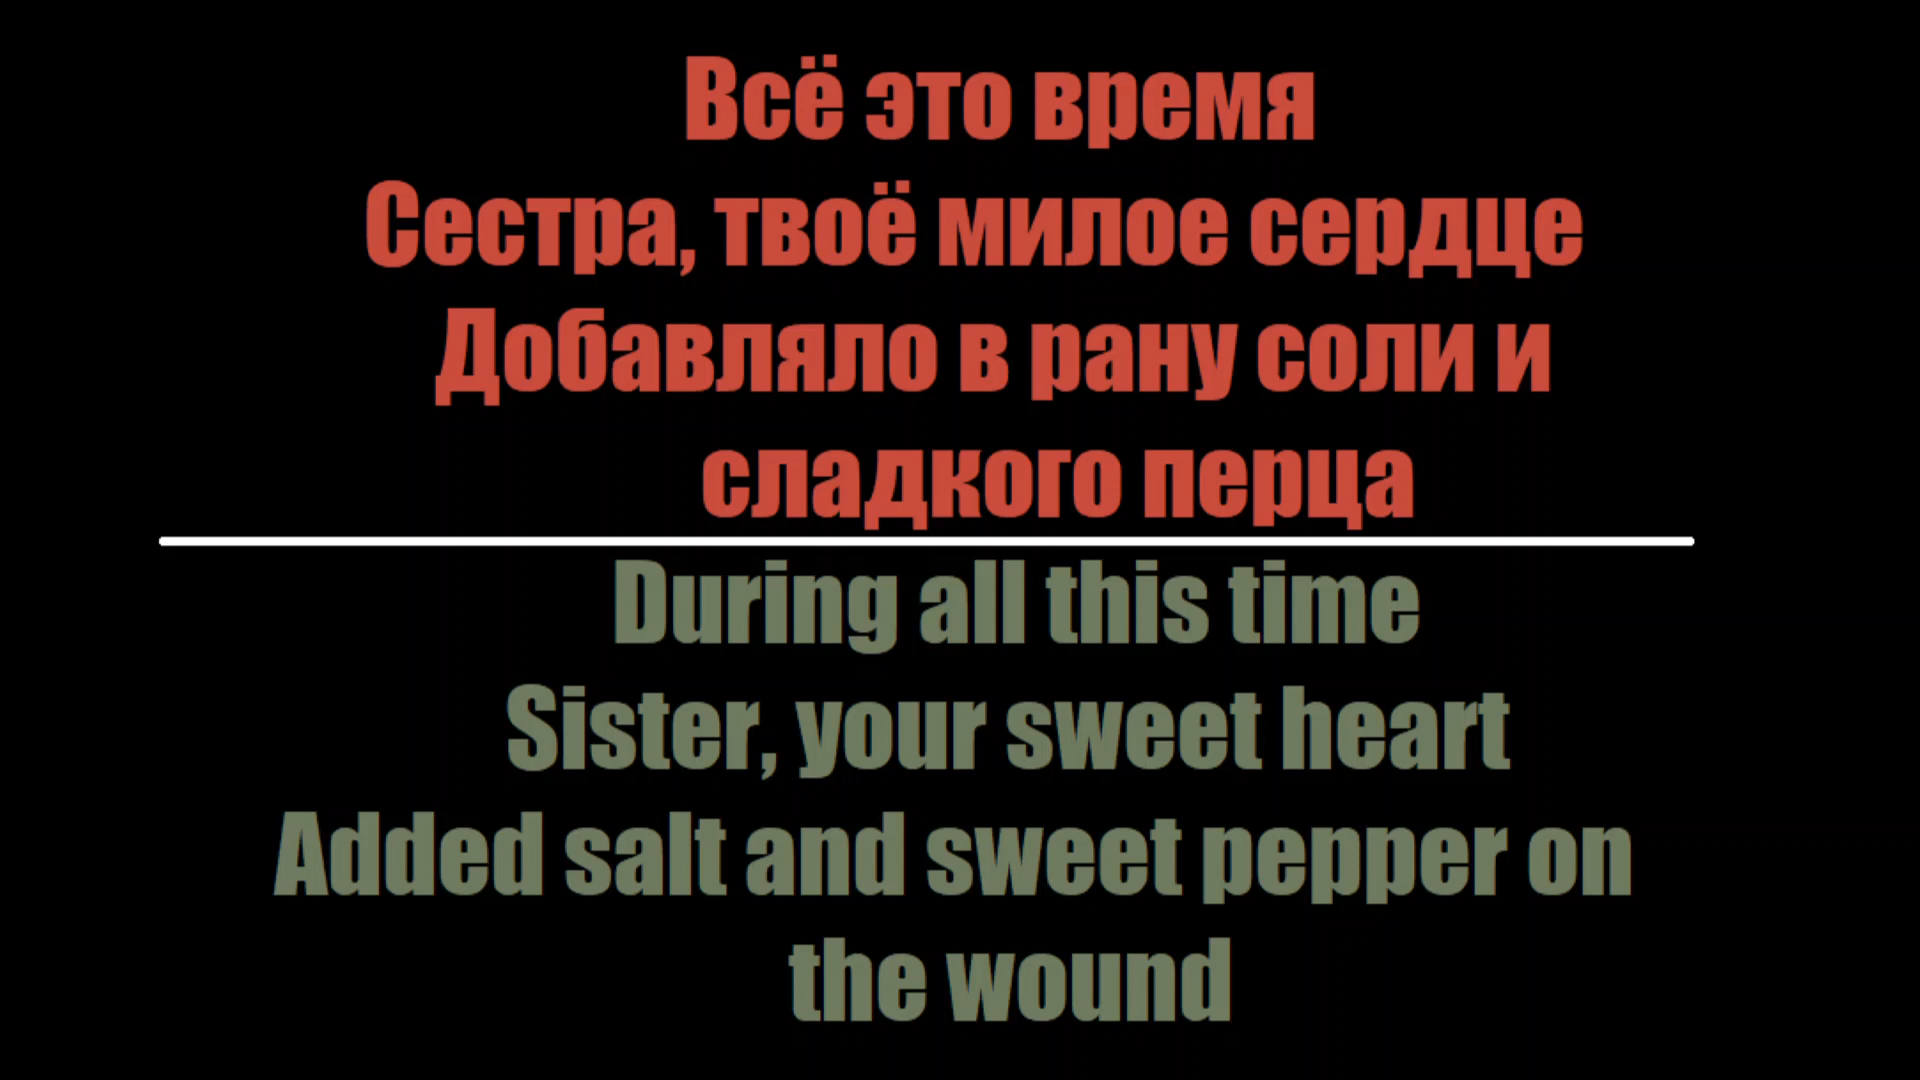 Всё это время
Сестра, твоё милое сердце
Добавляло в рану соли и
сладкого перца
During all this time
Sister, your sweet heart
Added salt and sweet pepper on
the wound